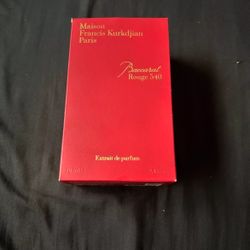 Maison
Francis Kurkdjian
Paris
Baccarat
Rouge 540
Extrait de parfum